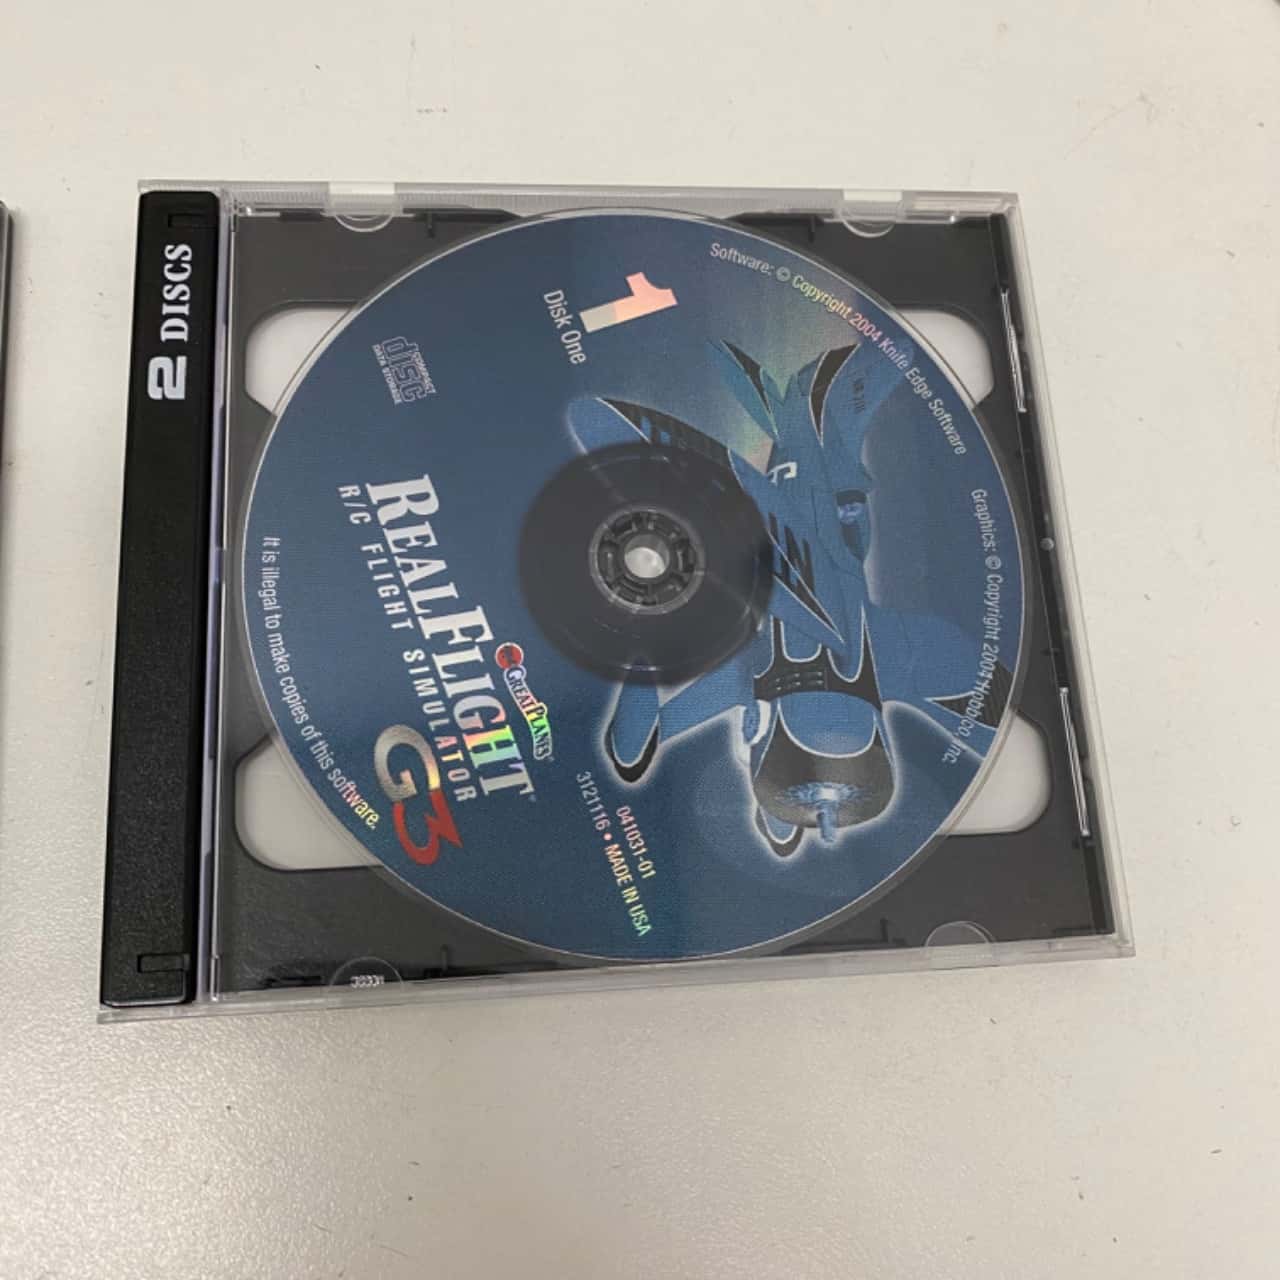 2 DISCS
1
Disk One
COMPACT
disc
DATA STORAGE
Software: © Copyright 2004 Knife Edge Software
Graphics: © Copyright 2004 Hobbico, Inc.
GREAT PLANES®
REALFLIGHT®
R/C FLIGHT SIMULATOR
G3
041031-01
3121116 • MADE IN USA
It is illegal to make copies of this software.